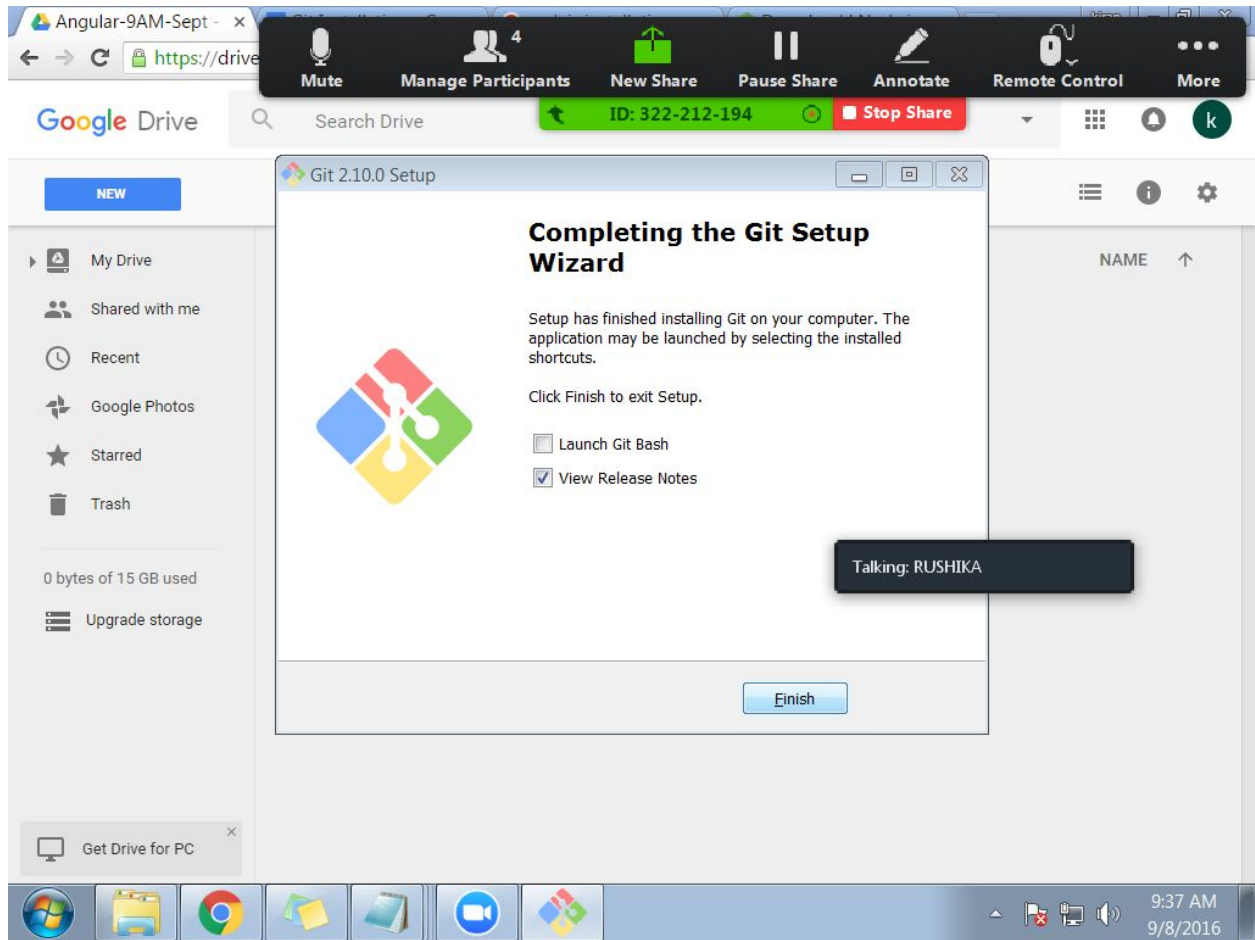 Angular-9AM-Sept -
https://drive
Mute
Manage Participants
4
New Share
Pause Share
Annotate
Remote Control
More
ID: 322-212-194
Stop Share
Google Drive
Search Drive
k
NEW
Git 2.10.0 Setup
Completing the Git Setup
Wizard
Setup has finished installing Git on your computer. The
application may be launched by selecting the installed
shortcuts.
Click Finish to exit Setup.
Launch Git Bash
View Release Notes
Finish
My Drive
Shared with me
Recent
Google Photos
Starred
Trash
0 bytes of 15 GB used
Upgrade storage
NAME
Talking: RUSHIKA
Get Drive for PC
9:37 AM
9/8/2016